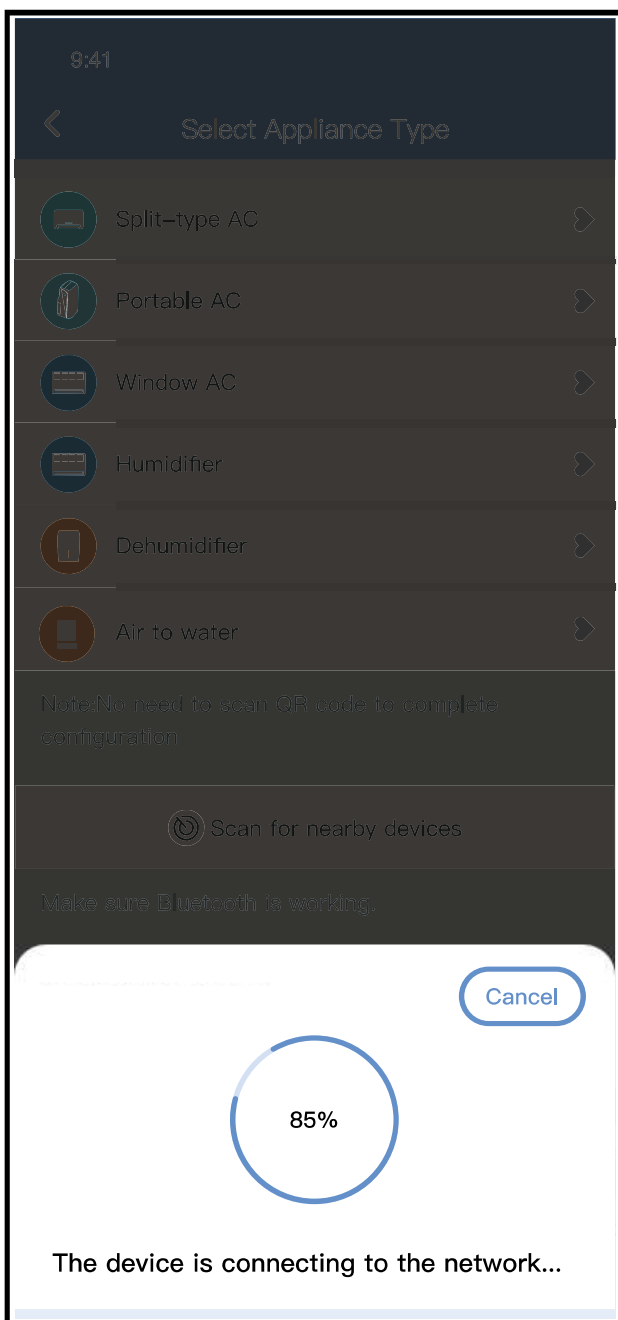 9:41
Select Appliance Type
Split-type AC
Portable AC
Window AC
Humidifier
Dehumidifier
Air to water
Note:No need to scan QR code to complete
configuration
Scan for nearby devices
Make sure Bluetooth is working.
Cancel
85%
The device is connecting to the network...